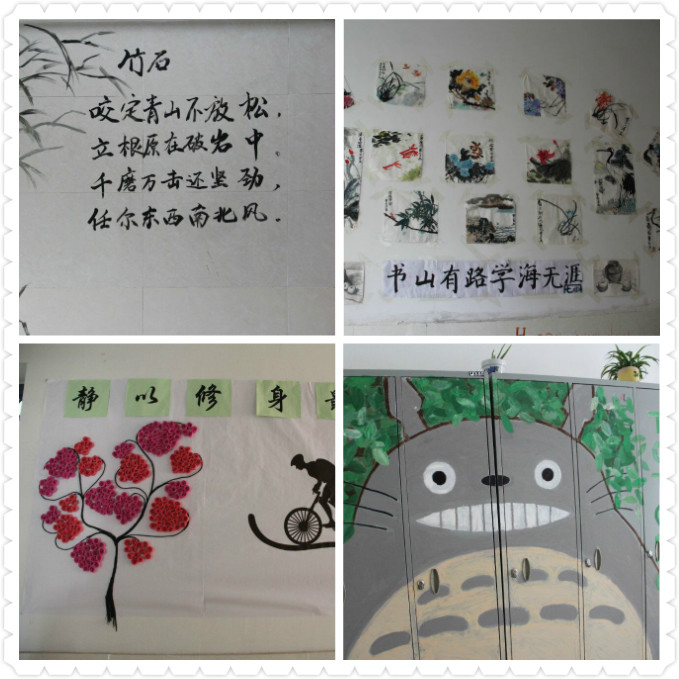 竹石
咬定青山不放松，
立根原在破岩中。
千磨万击还坚劲，
任尔东西南北风。
书山有路学海无涯
静以修身